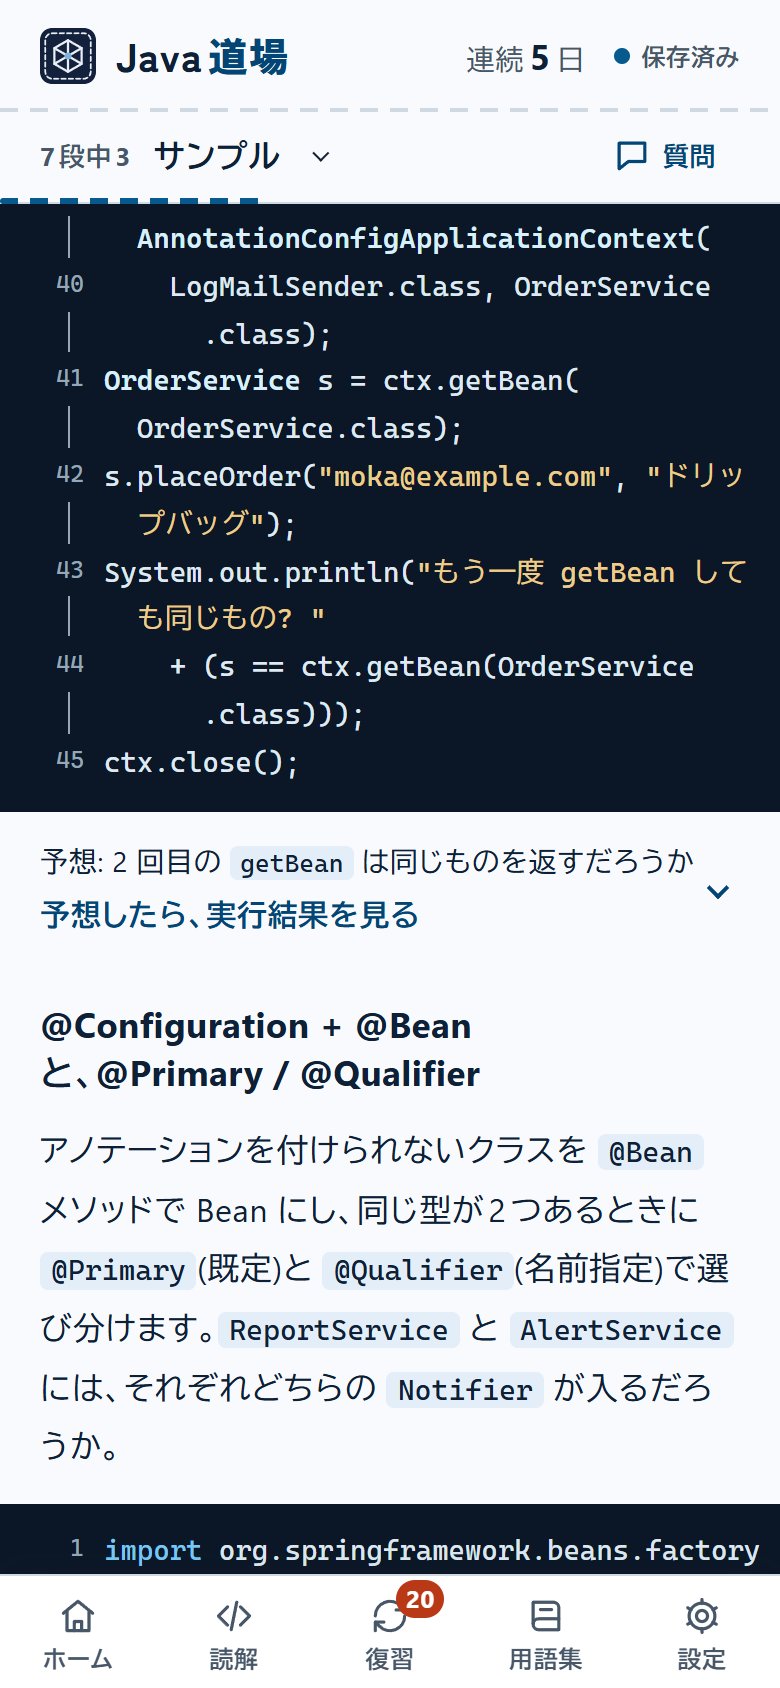 Java 道場
連続 5 日
保存済み
7 段中 3 サンプル
質問
AnnotationConfigApplicationContext(
40 LogMailSender.class, OrderService
.class);
41 OrderService s = ctx.getBean(
OrderService.class);
42 s.placeOrder("moka@example.com", "ドリッ
プバッグ");
43 System.out.println("もう一度 getBean して
も同じもの? "
44 + (s == ctx.getBean(OrderService
.class)));
45 ctx.close();
予想: 2 回目の getBean は同じものを返すだろうか
予想したら、実行結果を見る
@Configuration + @Bean
と、@Primary / @Qualifier
アノテーションを付けられないクラスを @Bean
メソッドで Bean にし、同じ型が 2 つあるときに
@Primary(既定)と @Qualifier(名前指定)で選
び分けます。ReportService と AlertService
には、それぞれどちらの Notifier が入るだろ
うか。
1 import org.springframework.beans.factory
20
ホーム
読解
復習
用語集
設定